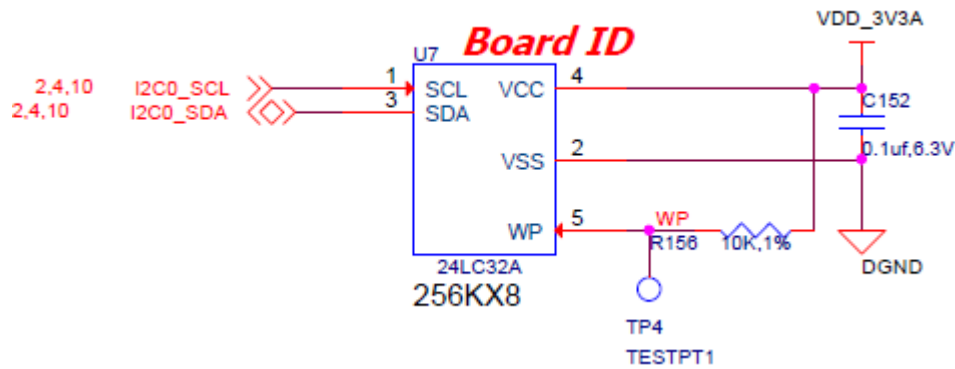 Board ID
VDD_3V3A
U7
2,4,10 I2C0_SCL 1 SCL VCC 4
2,4,10 I2C0_SDA 3 SDA
C152
0.1uf,6.3V
VSS 2
WP 5 WP
R156 10K,1%
24LC32A
256KX8
DGND
TP4
TESTPT1